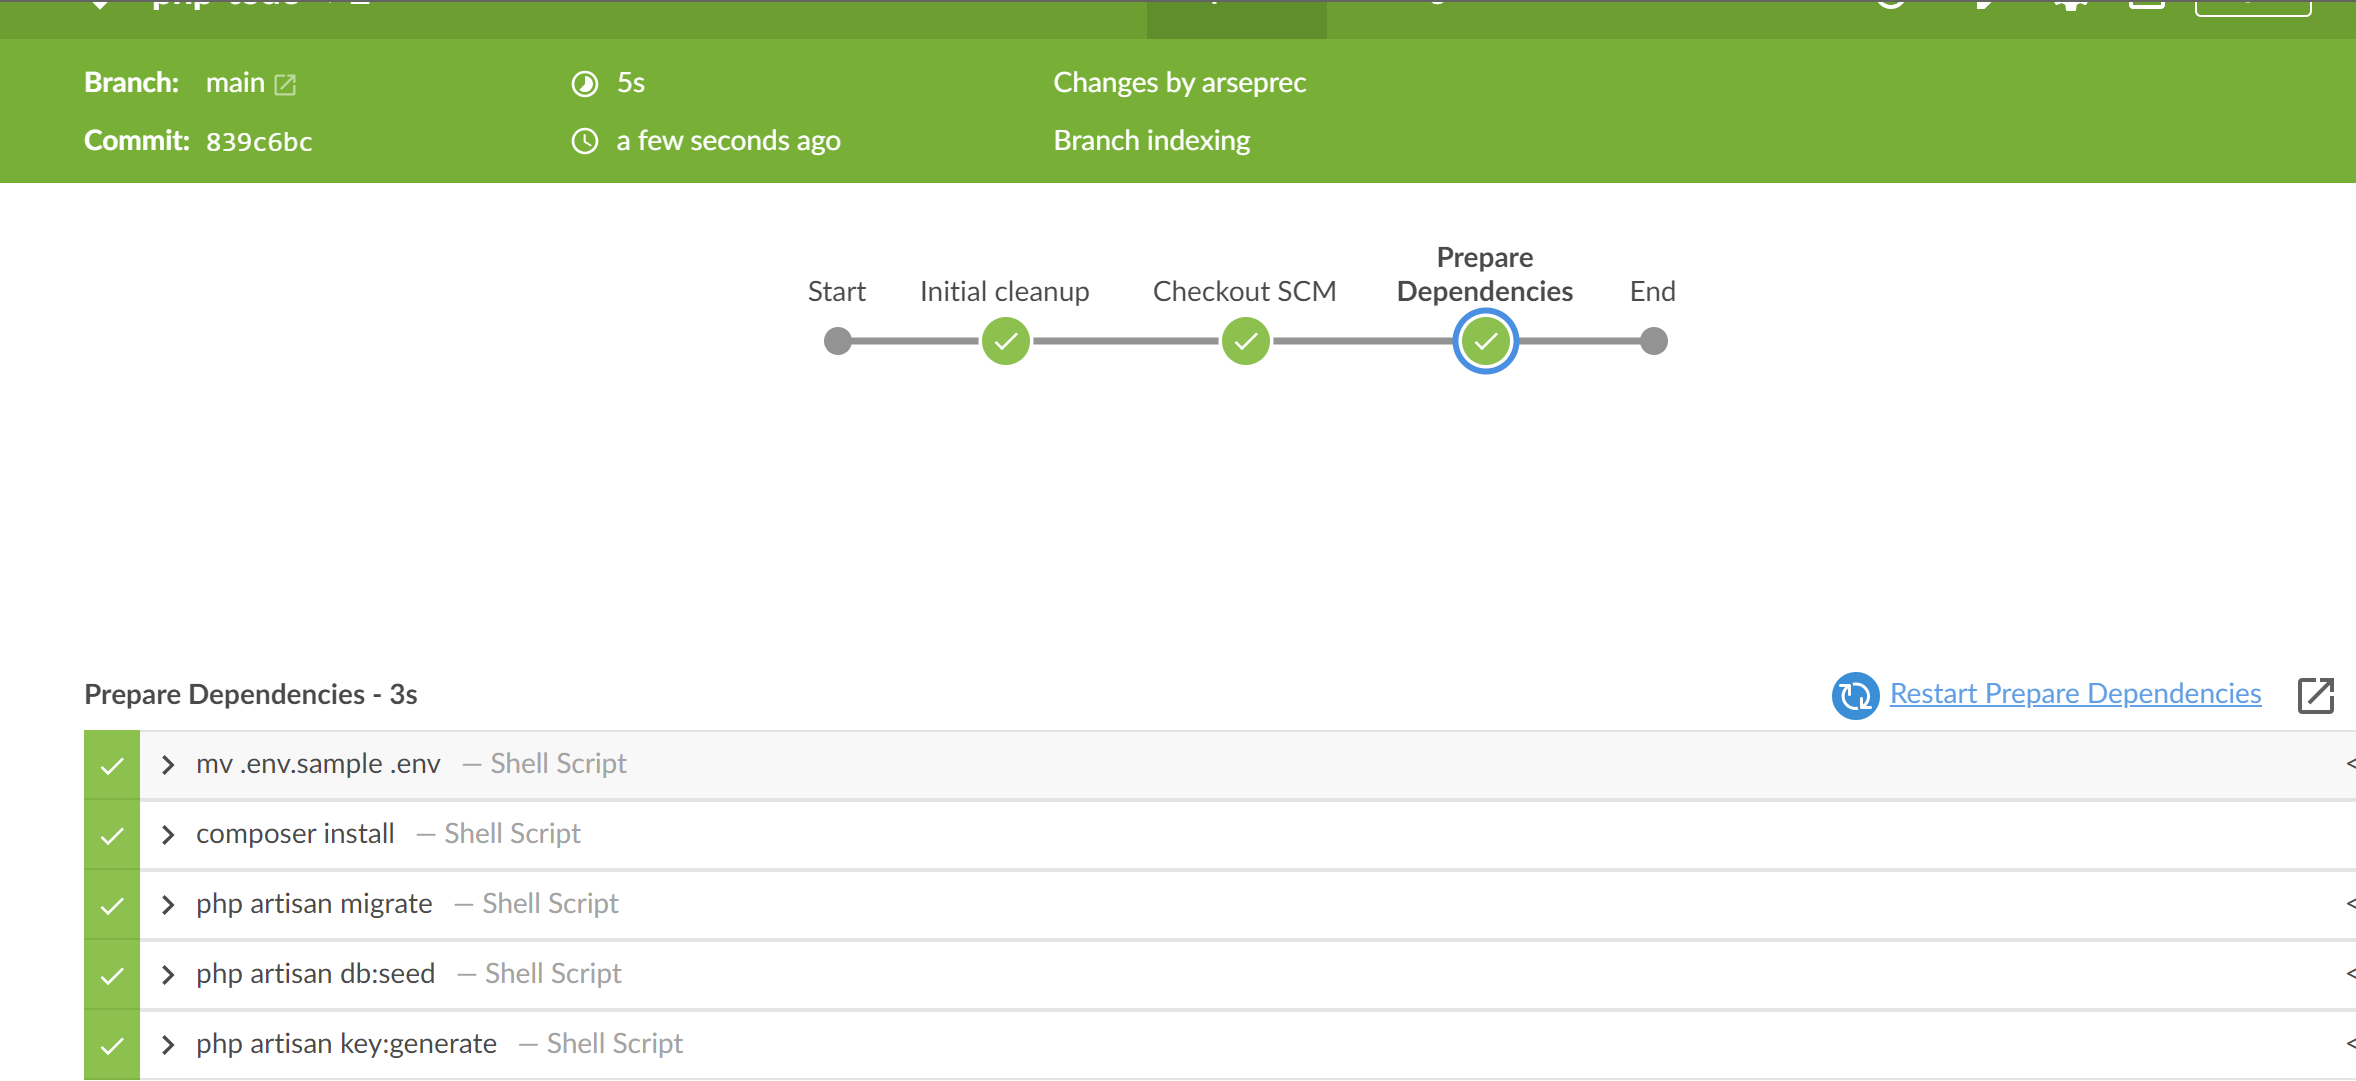 Branch: main
5s
Changes by arseprec
Commit: 839c6bc
a few seconds ago
Branch indexing
Start
Initial cleanup
Checkout SCM
Prepare
Dependencies
End
Prepare Dependencies - 3s
Restart Prepare Dependencies
mv .env.sample .env — Shell Script
<
composer install — Shell Script
php artisan migrate — Shell Script
<
php artisan db:seed — Shell Script
<
php artisan key:generate — Shell Script
<